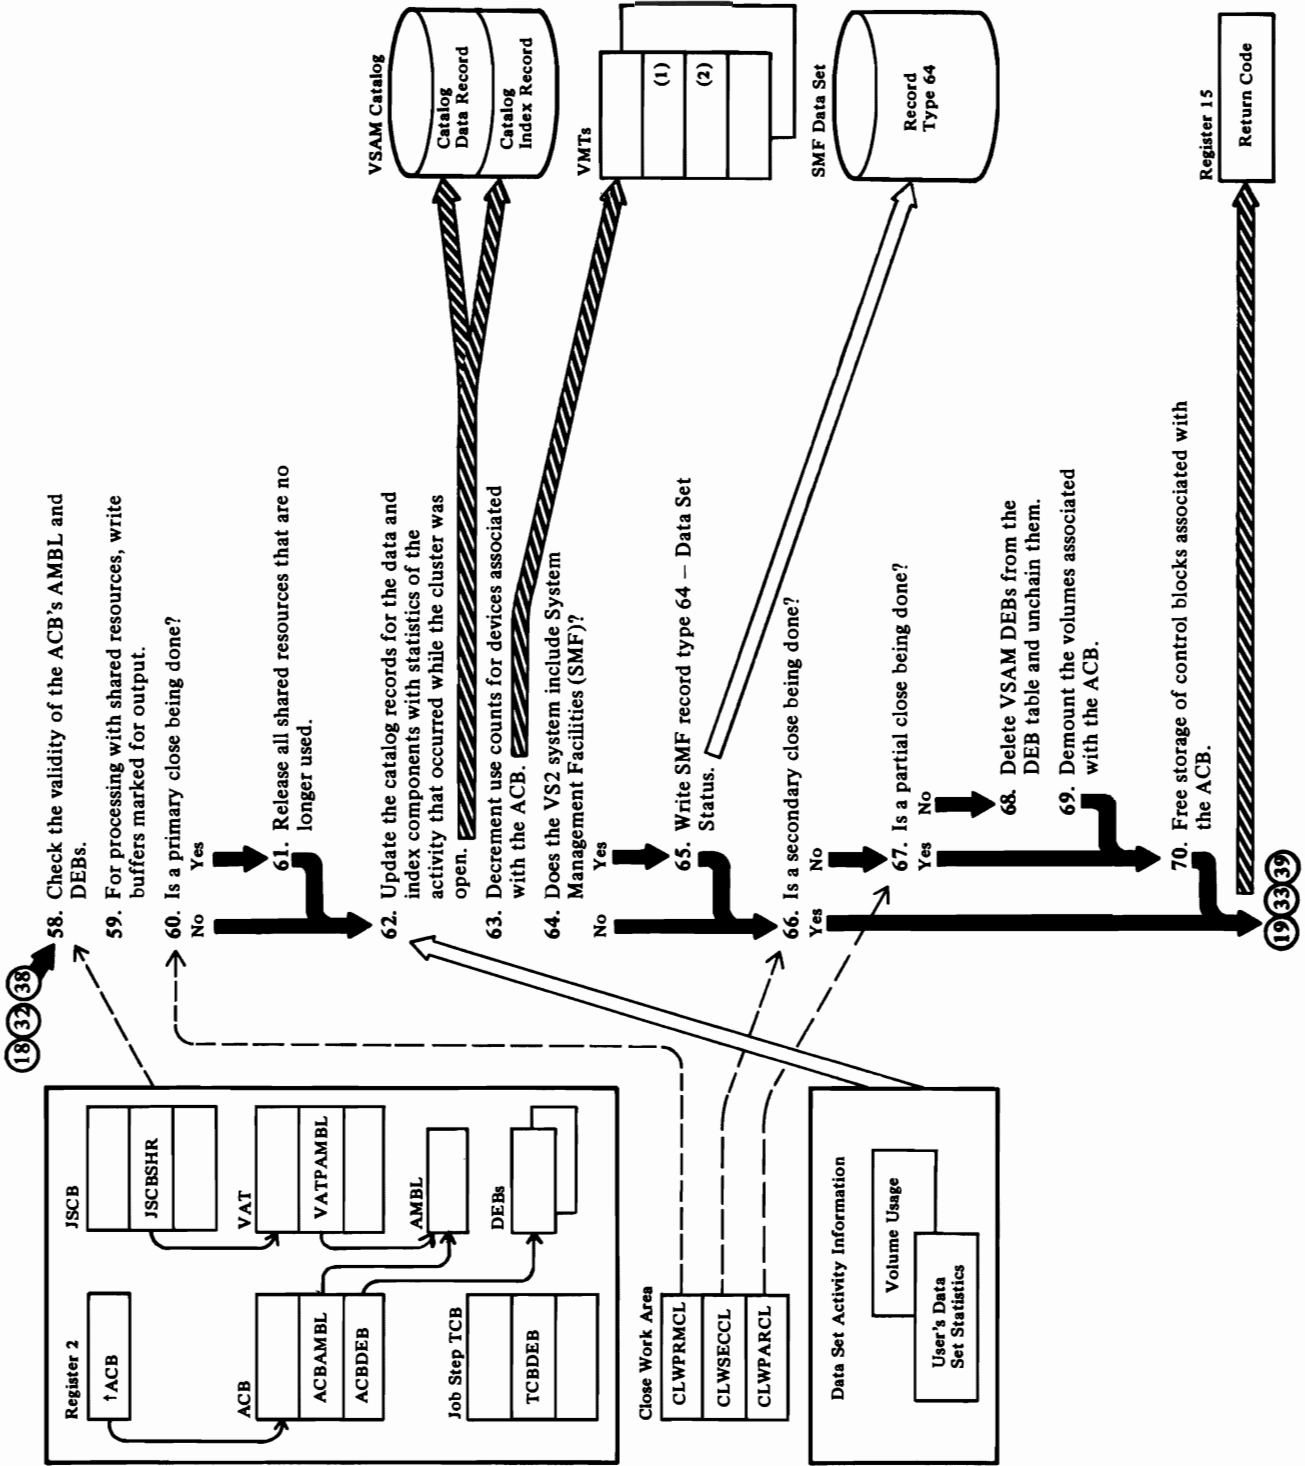 Register 2
↑ACB
ACB
ACBAMBL
ACBDEB
Job Step TCB
TCBDEB
JSCB
JSCBSHR
VAT
VATPAMBL
AMBL
DEBs
Close Work Area
CLWPRMCL
CLWSECCL
CLWPARCL
Data Set Activity Information
Volume Usage
User's Data
Set Statistics
18 32 38
58. Check the validity of the ACB's AMBL and
DEBs.
59. For processing with shared resources, write
buffers marked for output.
60. Is a primary close being done?
No Yes
61. Release all shared resources that are no
longer used.
62. Update the catalog records for the data and
index components with statistics of the
activity that occurred while the cluster was
open.
63. Decrement use counts for devices associated
with the ACB.
64. Does the VS2 system include System
Management Facilities (SMF)?
No Yes
65. Write SMF record type 64 — Data Set
Status.
66. Is a secondary close being done?
Yes No
67. Is a partial close being done?
Yes No
68. Delete VSAM DEBs from the
DEB table and unchain them.
69. Demount the volumes associated
with the ACB.
70. Free storage of control blocks associated with
the ACB.
19 33 39
VSAM Catalog
Catalog
Data Record
Catalog
Index Record
VMTs
(1)
(2)
SMF Data Set
Record
Type 64
Register 15
Return Code